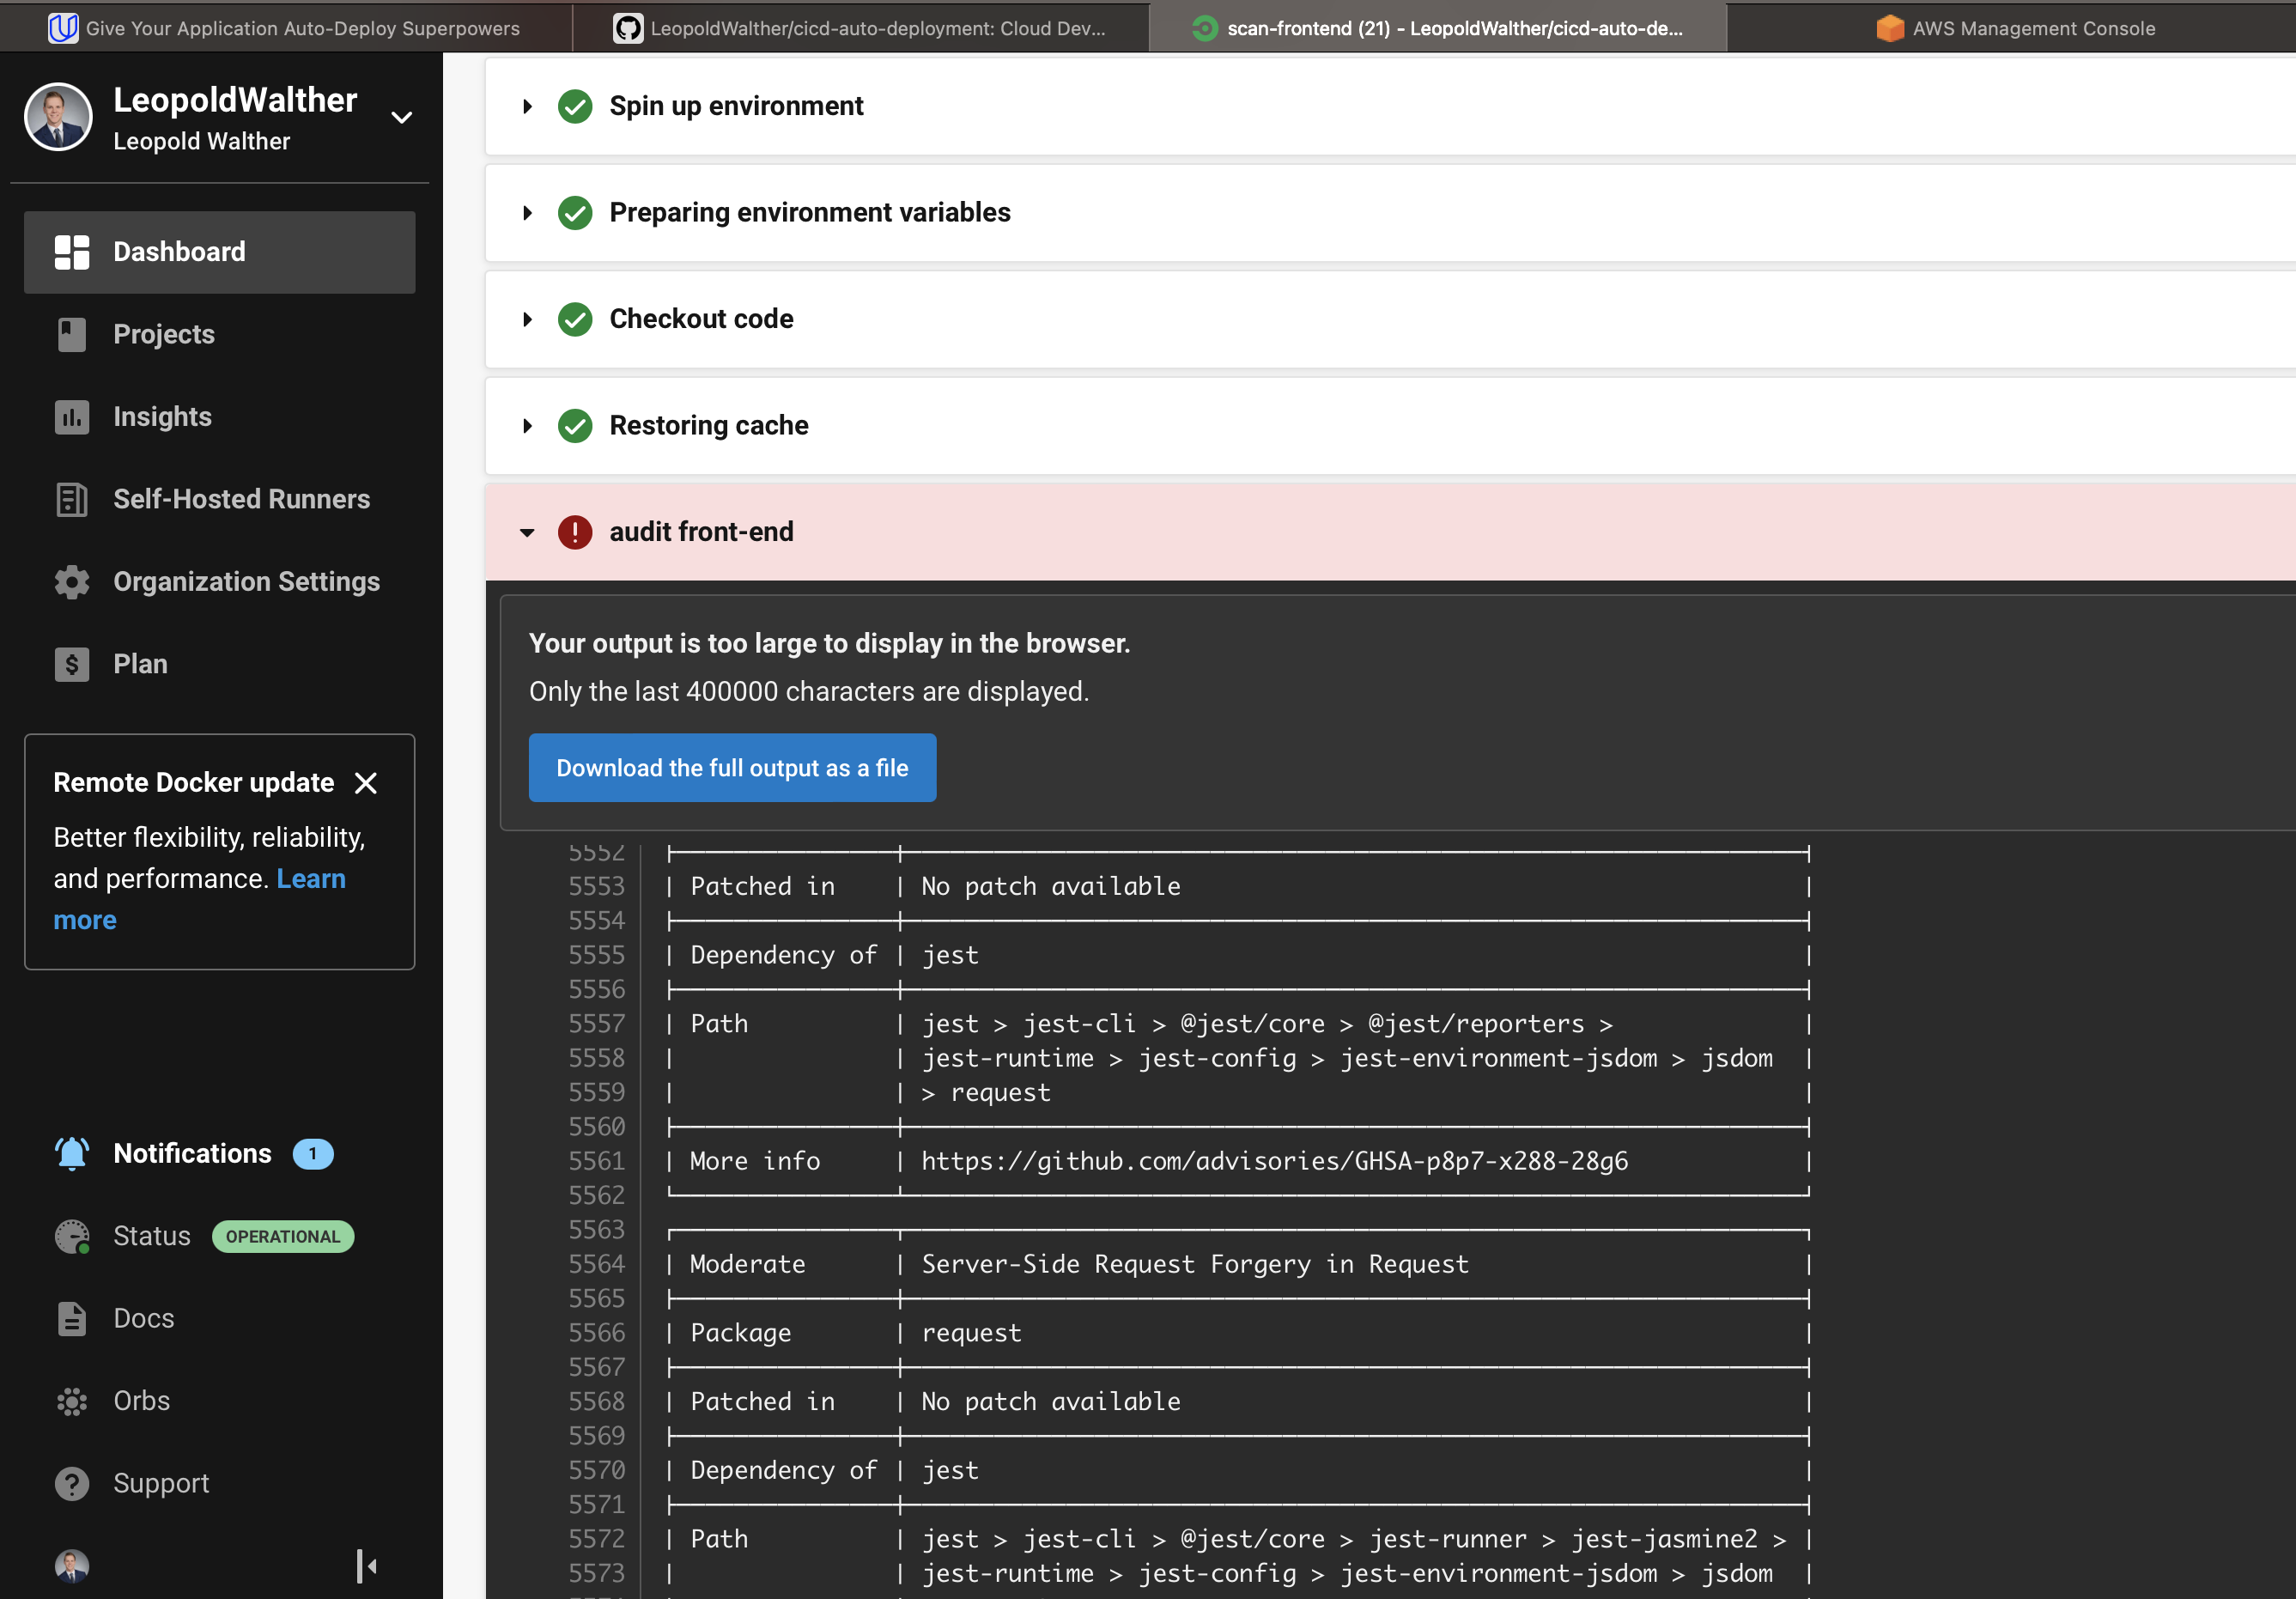 Give Your Application Auto-Deploy Superpowers
LeopoldWalther/cicd-auto-deployment: Cloud Dev...
scan-frontend (21) - LeopoldWalther/cicd-auto-de...
AWS Management Console
LeopoldWalther
Leopold Walther
Dashboard
Projects
Insights
Self-Hosted Runners
Organization Settings
Plan
Remote Docker update
Better flexibility, reliability,
and performance. Learn
more
Notifications 1
Status OPERATIONAL
Docs
Orbs
Support
Spin up environment
Preparing environment variables
Checkout code
Restoring cache
audit front-end
Your output is too large to display in the browser.
Only the last 400000 characters are displayed.
Download the full output as a file
5552
5553 | Patched in | No patch available |
5554
5555 | Dependency of | jest |
5556
5557 | Path | jest > jest-cli > @jest/core > @jest/reporters > |
5558 | | jest-runtime > jest-config > jest-environment-jsdom > jsdom |
5559 | | > request |
5560
5561 | More info | https://github.com/advisories/GHSA-p8p7-x288-28g6 |
5562
5563
5564 | Moderate | Server-Side Request Forgery in Request |
5565
5566 | Package | request |
5567
5568 | Patched in | No patch available |
5569
5570 | Dependency of | jest |
5571
5572 | Path | jest > jest-cli > @jest/core > jest-runner > jest-jasmine2 > |
5573 | | jest-runtime > jest-config > jest-environment-jsdom > jsdom |